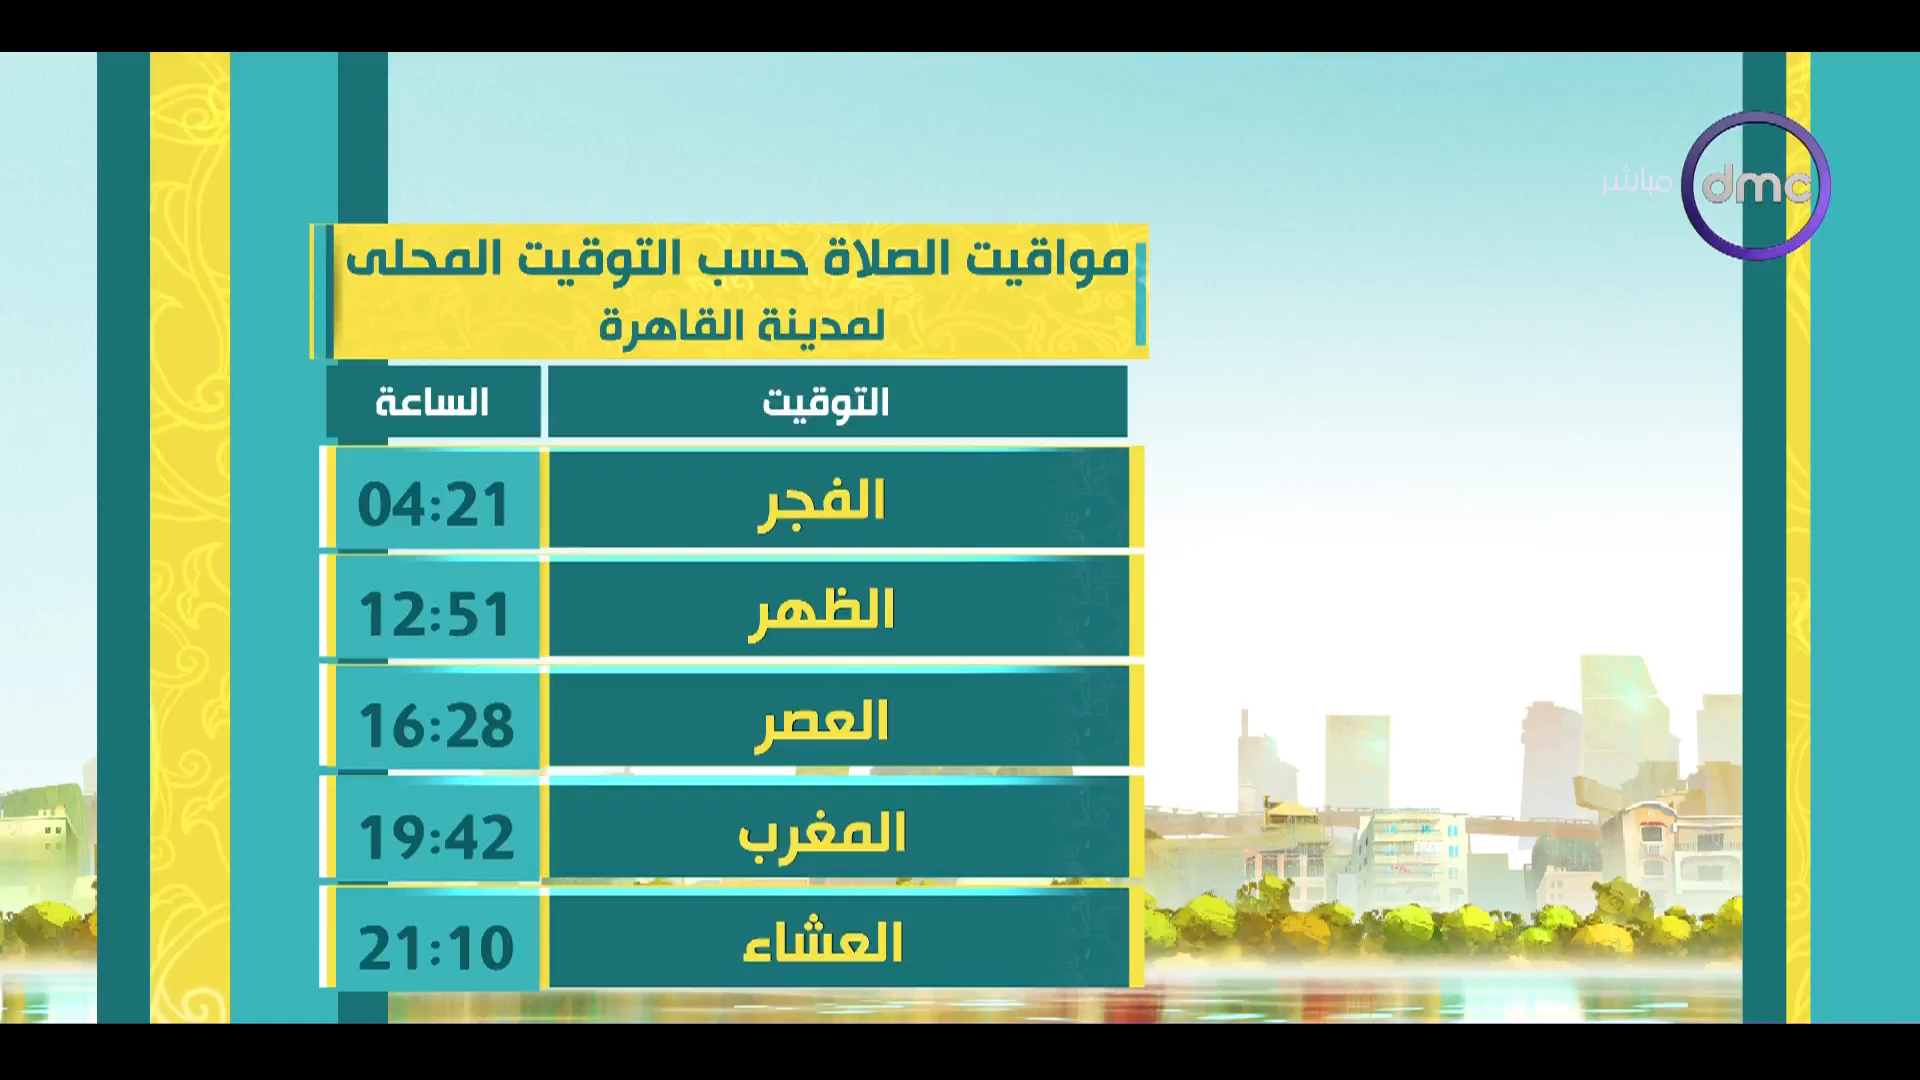 dmc مباشر
مواقيت الصلاة حسب التوقيت المحلى
لمدينة القاهرة
التوقيت الساعة
الفجر 04:21
الظهر 12:51
العصر 16:28
المغرب 19:42
العشاء 21:10